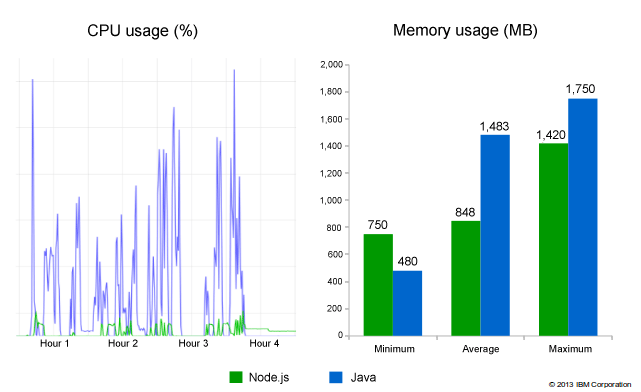 CPU usage (%)
Memory usage (MB)
2,000
1,800
1,750
1,600
1,483
1,420
1,400
1,200
1,000
848
800
750
600
480
400
200
0
Hour 1 Hour 2 Hour 3 Hour 4
Minimum Average Maximum
Node.js Java
© 2013 IBM Corporation